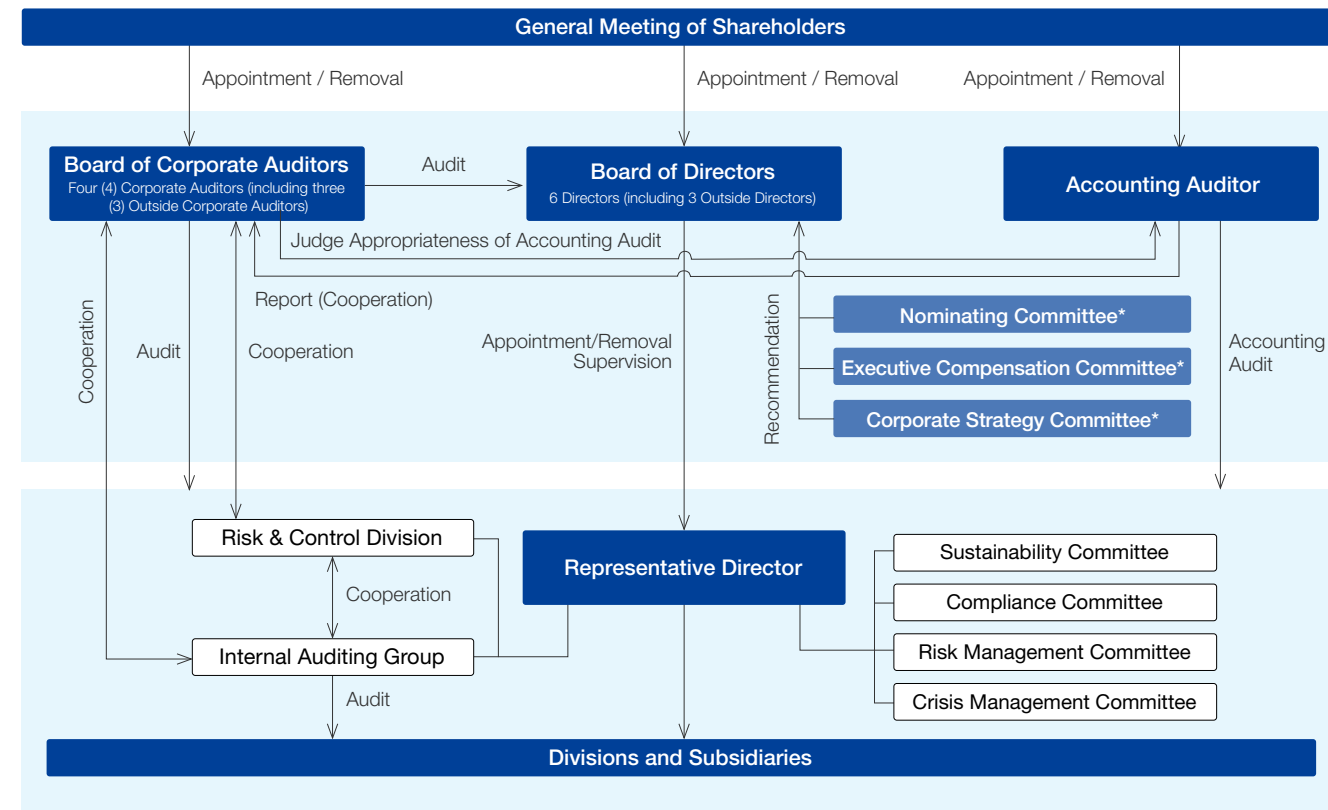 General Meeting of Shareholders
Appointment / Removal
Appointment / Removal
Appointment / Removal
Board of Corporate Auditors
Four (4) Corporate Auditors (including three
(3) Outside Corporate Auditors)
Audit
Board of Directors
6 Directors (including 3 Outside Directors)
Accounting Auditor
Judge Appropriateness of Accounting Audit
Report (Cooperation)
Cooperation
Audit
Cooperation
Appointment/Removal
Supervision
Recommendation
Nominating Committee*
Executive Compensation Committee*
Corporate Strategy Committee*
Accounting
Audit
Risk & Control Division
Cooperation
Internal Auditing Group
Audit
Representative Director
Sustainability Committee
Compliance Committee
Risk Management Committee
Crisis Management Committee
Divisions and Subsidiaries